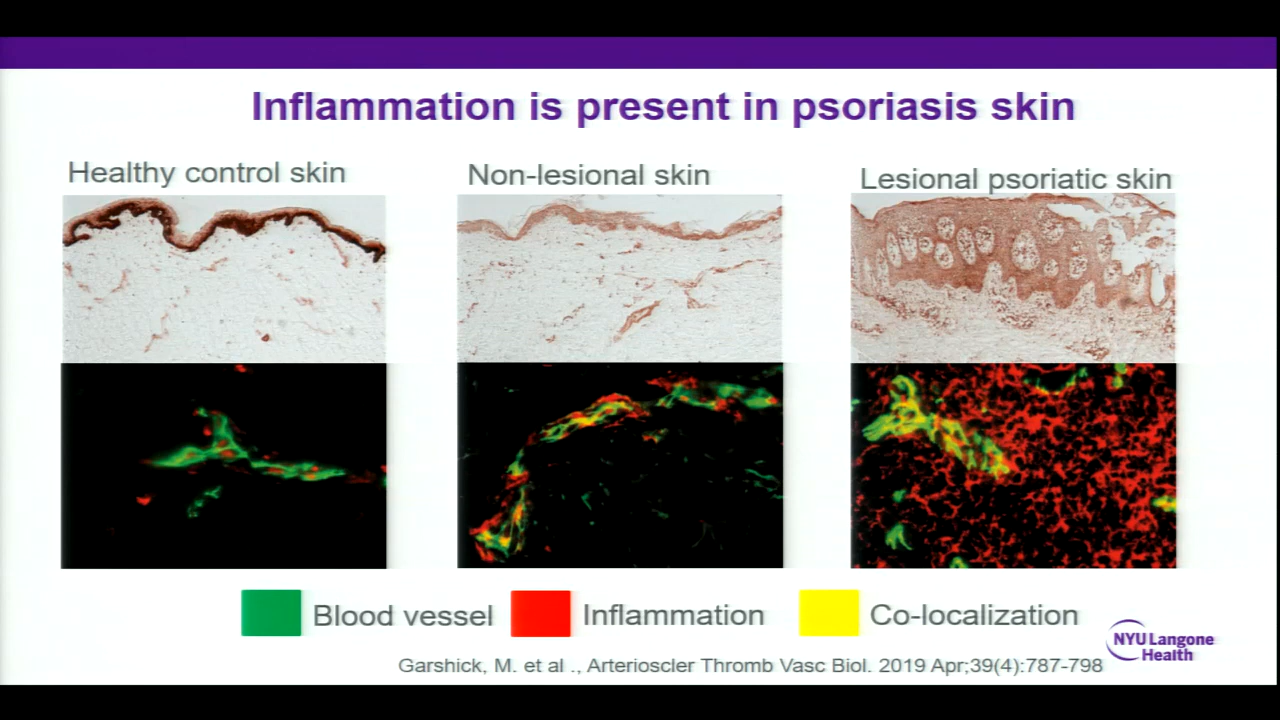 Inflammation is present in psoriasis skin
Healthy control skin
Non-lesional skin
Lesional psoriatic skin
Blood vessel
Inflammation
Co-localization
NYU Langone
Health
Garshick, M. et al ., Arterioscler Thromb Vasc Biol. 2019 Apr;39(4):787-798